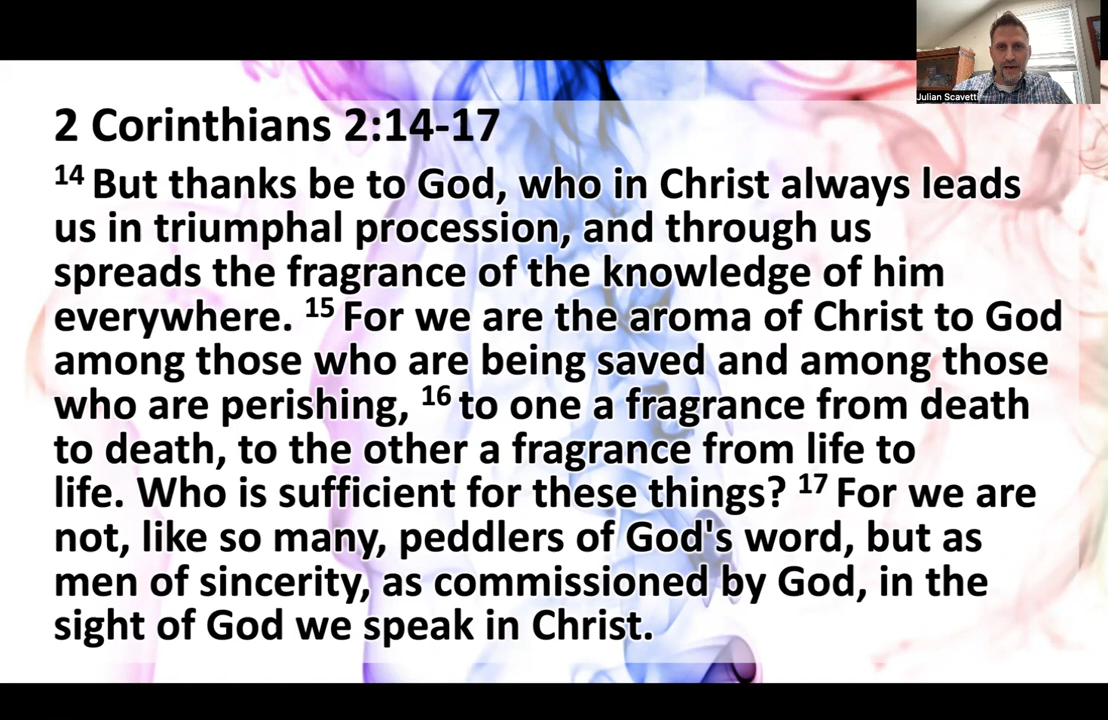 Julian Scavetti
2 Corinthians 2:14-17
14 But thanks be to God, who in Christ always leads
us in triumphal procession, and through us
spreads the fragrance of the knowledge of him
everywhere. 15 For we are the aroma of Christ to God
among those who are being saved and among those
who are perishing, 16 to one a fragrance from death
to death, to the other a fragrance from life to
life. Who is sufficient for these things? 17 For we are
not, like so many, peddlers of God's word, but as
men of sincerity, as commissioned by God, in the
sight of God we speak in Christ.